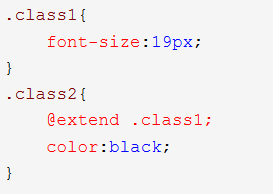 .class1{
    font-size:19px;
}
.class2{
    @extend .class1;
    color:black;
}